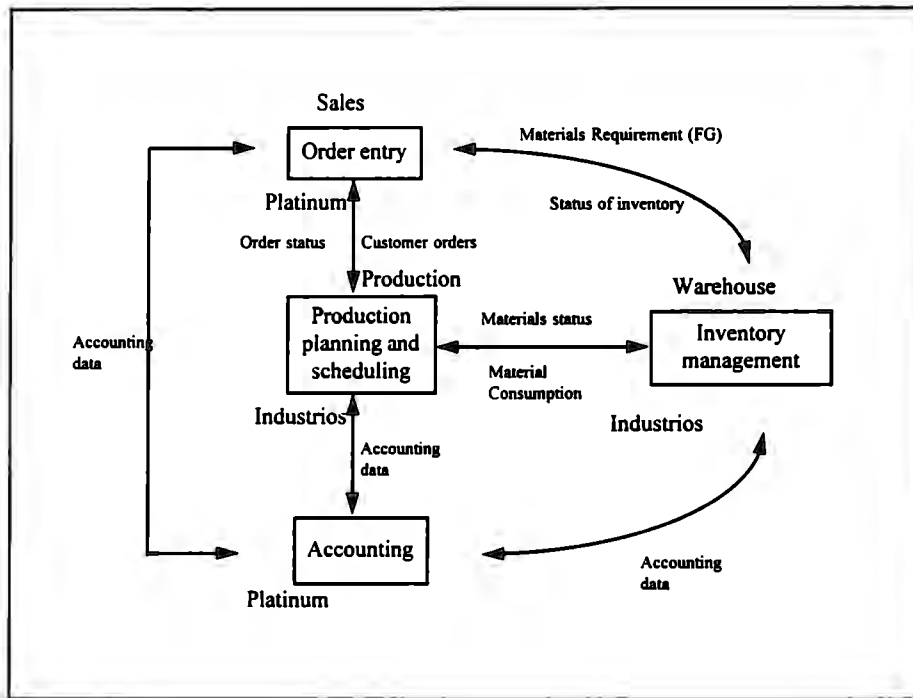 Sales
Order entry
Materials Requirement (FG)
Platinum
Status of inventory
Order status
Customer orders
Production
Warehouse
Production
planning and
scheduling
Accounting
data
Materials status
Inventory
management
Material
Consumption
Industrios
Industrios
Accounting
data
Accounting
Accounting
data
Platinum